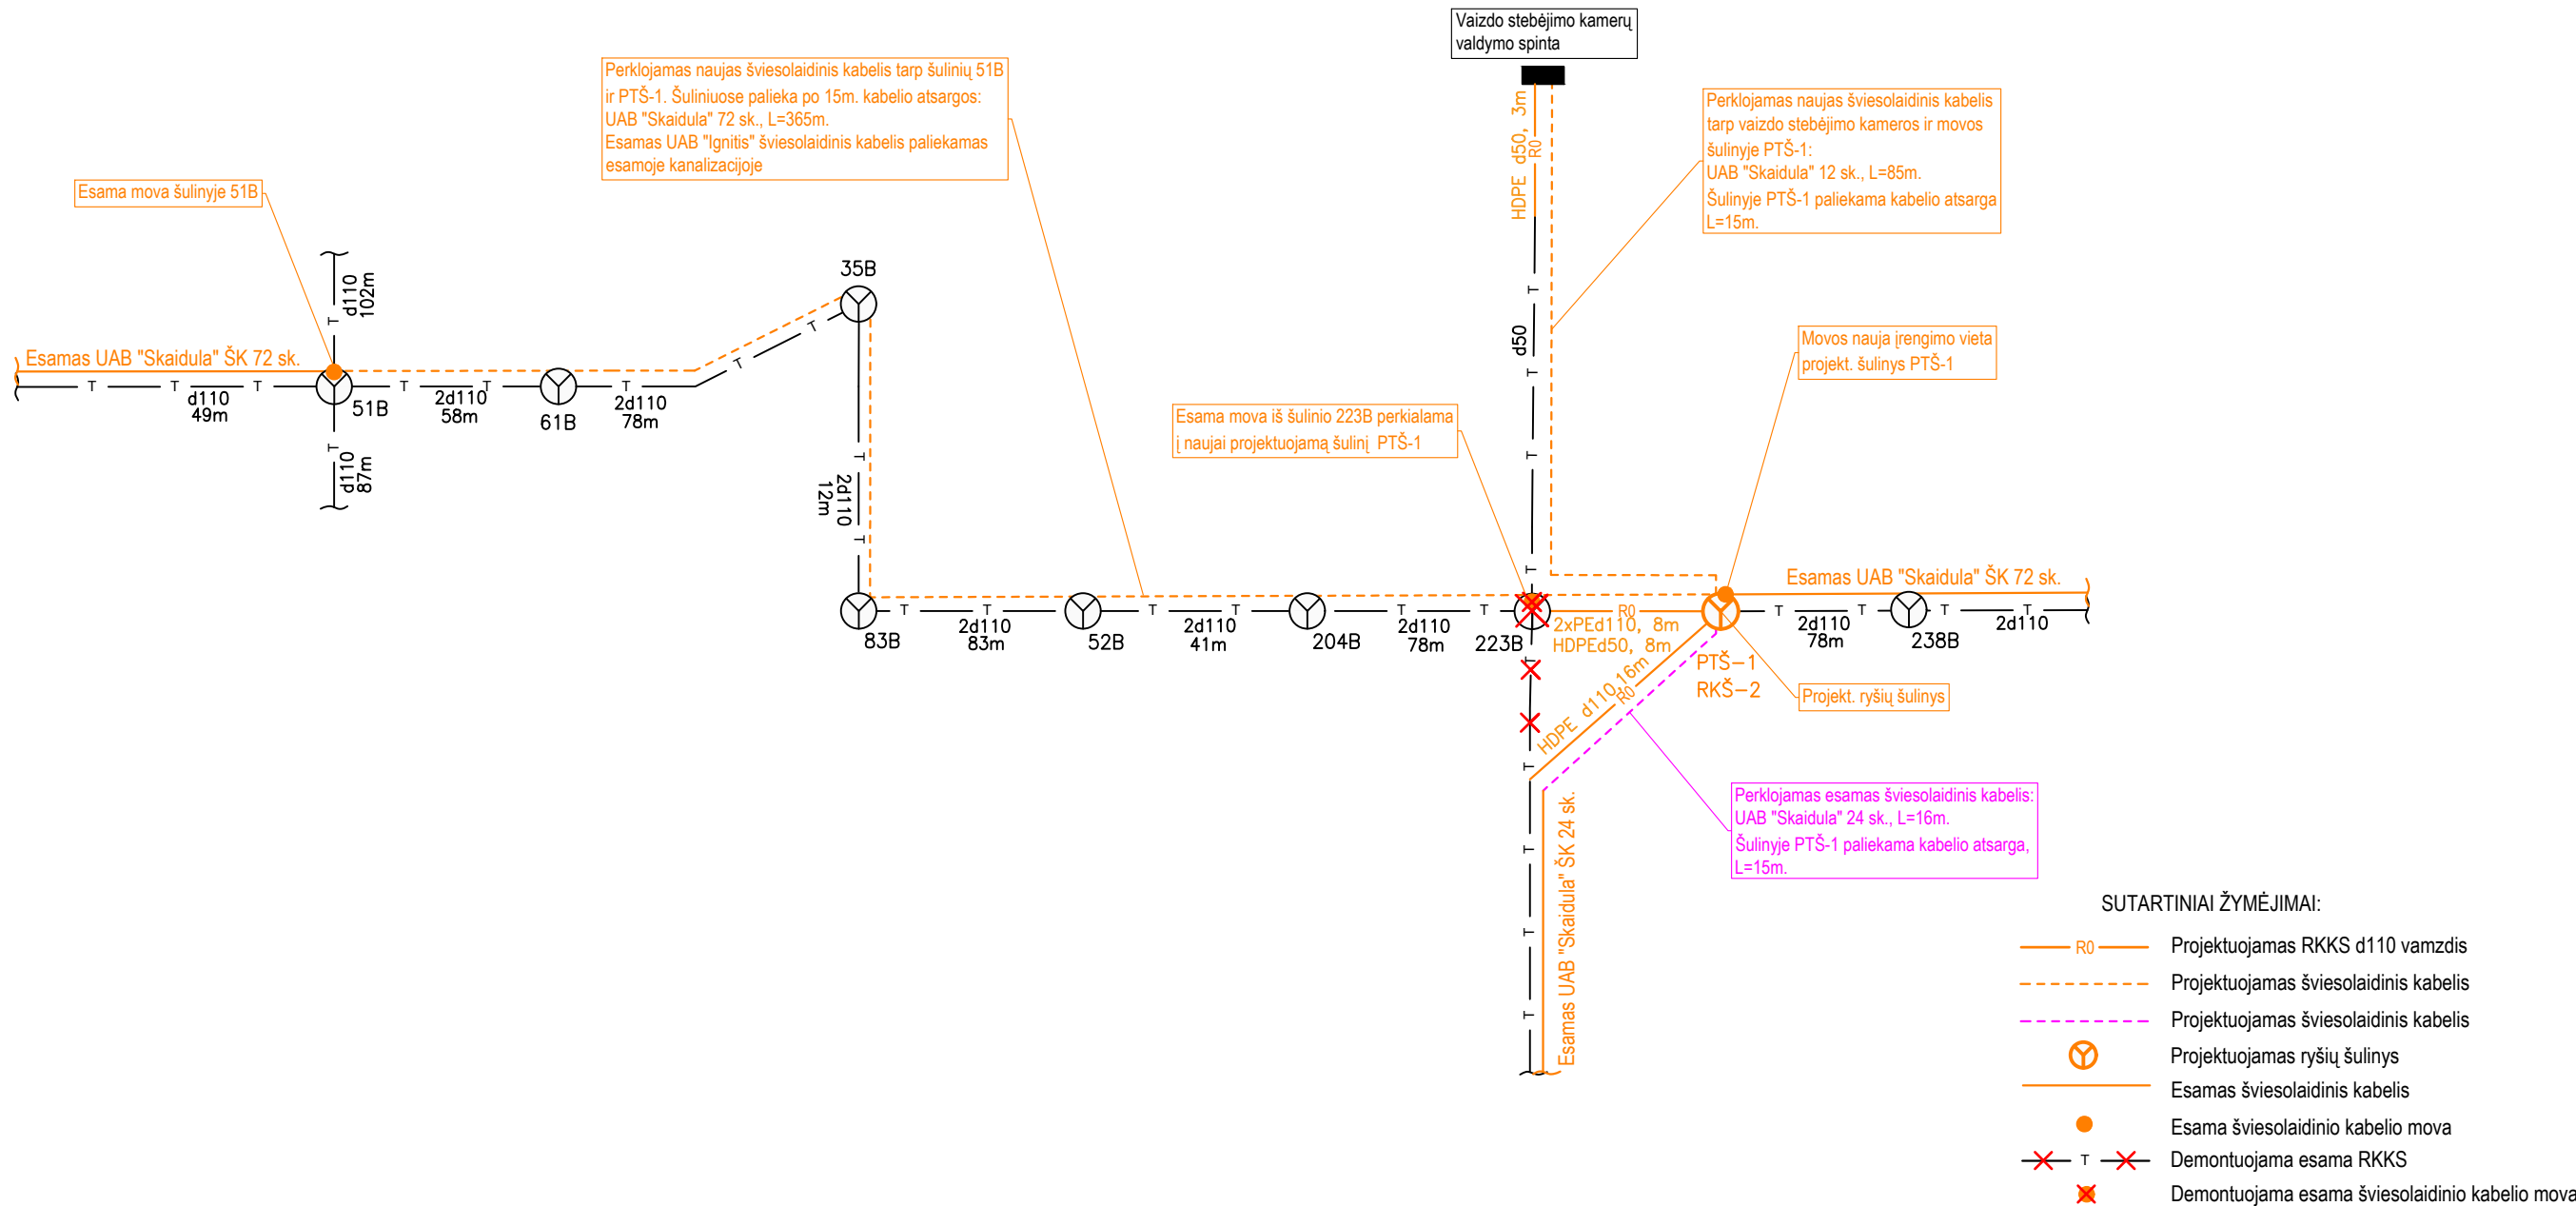 Vaizdo stebėjimo kamerų
valdymo spinta
Perklojamas naujas šviesolaidinis kabelis tarp šulinių 51B
ir PTŠ-1. Šuliniuose palieka po 15m. kabelio atsargos:
UAB "Skaidula" 72 sk., L=365m.
Esamas UAB "Ignitis" šviesolaidinis kabelis paliekamas
esamoje kanalizacijoje
Perklojamas naujas šviesolaidinis kabelis
tarp vaizdo stebėjimo kameros ir movos
šulinyje PTŠ-1:
UAB "Skaidula" 12 sk., L=85m.
Šulinyje PTŠ-1 paliekama kabelio atsarga
L=15m.
HDPE d50, 3m
R0
Esama mova šulinyje 51B
35B
d110
102m
T
Esamas UAB "Skaidula" ŠK 72 sk.
T T T
d110
49m
51B
T T
2d110
58m
61B
T
2d110
78m
T T
T
d110
87m
T
2d110
12m
T
T
d50
T
T
T
Movos nauja įrengimo vieta
projekt. šulinys PTŠ-1
Esama mova iš šulinio 223B perkialama
į naujai projektuojamą šulinį PTŠ-1
Esamas UAB "Skaidula" ŠK 72 sk.
83B
T T
2d110
83m
52B
T T
2d110
41m
204B
T T
2d110
78m
223B
R0
2xPEd110, 8m
HDPEd50, 8m
PTŠ-1
RKŠ-2
T T
2d110
78m
238B
T T
2d110
Projekt. ryšių šulinys
T
HDPE d110,16m
R0
T
T
T
T
Esamas UAB "Skaidula" ŠK 24 sk.
Perklojamas esamas šviesolaidinis kabelis:
UAB "Skaidula" 24 sk., L=16m.
Šulinyje PTŠ-1 paliekama kabelio atsarga,
L=15m.
SUTARTINIAI ŽYMĖJIMAI:
R0 Projektuojamas RKKS d110 vamzdis
Projektuojamas šviesolaidinis kabelis
Projektuojamas šviesolaidinis kabelis
Projektuojamas ryšių šulinys
Esamas šviesolaidinis kabelis
Esama šviesolaidinio kabelio mova
T Demontuojama esama RKKS
Demontuojama esama šviesolaidinio kabelio mova